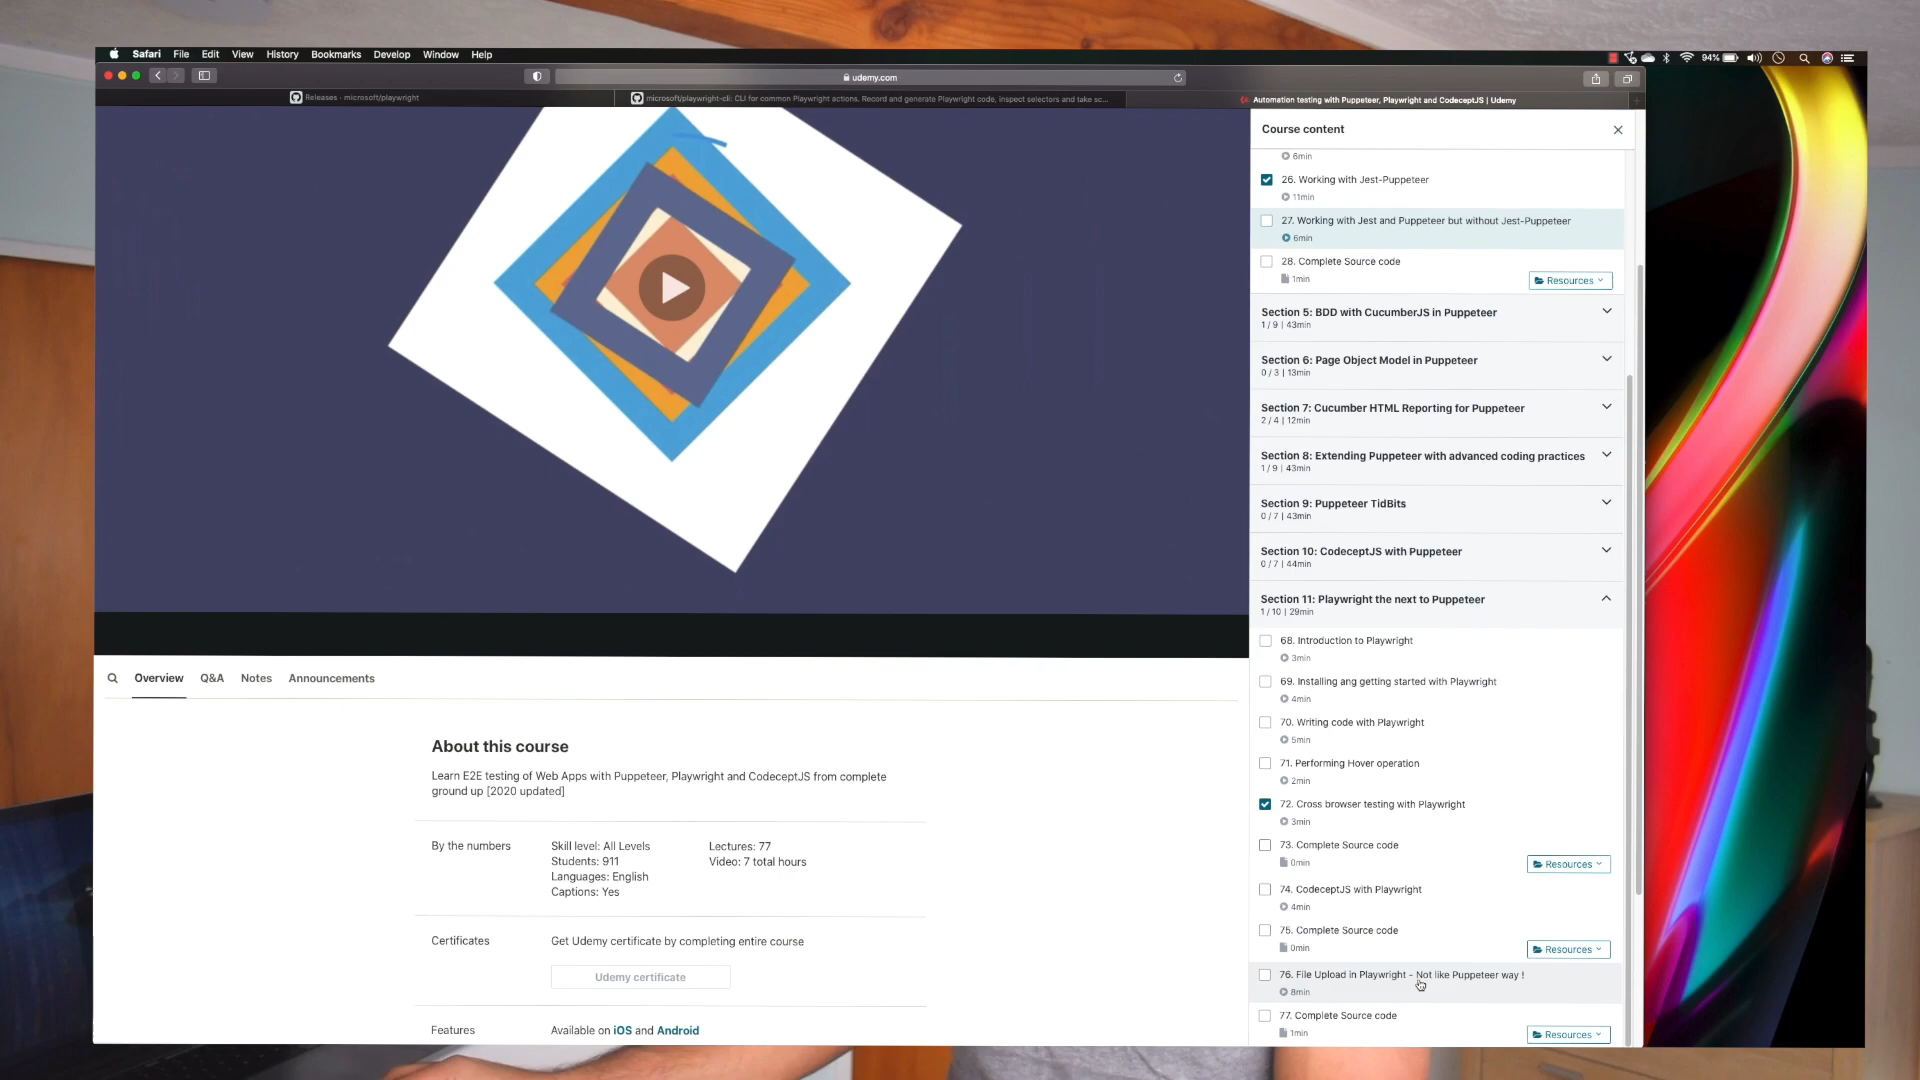 Safari File Edit View History Bookmarks Develop Window Help
94%
udemy.com
Releases · microsoft/playwright
microsoft/playwright-cli: CLI for common Playwright actions. Record and generate Playwright code, inspect selectors and take sc...
Automation testing with Puppeteer, Playwright and CodeceptJS | Udemy
Course content
6min
26. Working with Jest-Puppeteer
11min
27. Working with Jest and Puppeteer but without Jest-Puppeteer
6min
28. Complete Source code
1min
Resources
Section 5: BDD with CucumberJS in Puppeteer
1 / 9 | 43min
Section 6: Page Object Model in Puppeteer
0 / 3 | 13min
Section 7: Cucumber HTML Reporting for Puppeteer
2 / 4 | 12min
Section 8: Extending Puppeteer with advanced coding practices
1 / 9 | 43min
Section 9: Puppeteer TidBits
0 / 7 | 43min
Section 10: CodeceptJS with Puppeteer
0 / 7 | 44min
Section 11: Playwright the next to Puppeteer
1 / 10 | 29min
68. Introduction to Playwright
3min
69. Installing ang getting started with Playwright
4min
70. Writing code with Playwright
5min
71. Performing Hover operation
2min
72. Cross browser testing with Playwright
3min
73. Complete Source code
0min
Resources
74. CodeceptJS with Playwright
4min
75. Complete Source code
0min
Resources
76. File Upload in Playwright - Not like Puppeteer way !
8min
77. Complete Source code
1min
Resources
Overview Q&A Notes Announcements
About this course
Learn E2E testing of Web Apps with Puppeteer, Playwright and CodeceptJS from complete
ground up [2020 updated]
By the numbers
Skill level: All Levels
Students: 911
Languages: English
Captions: Yes
Lectures: 77
Video: 7 total hours
Certificates
Get Udemy certificate by completing entire course
Udemy certificate
Features
Available on iOS and Android